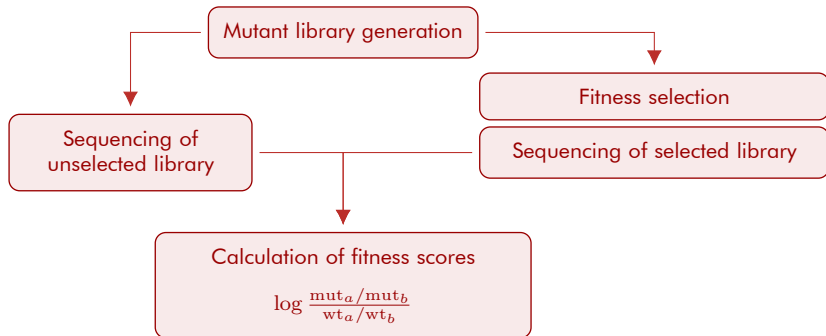 Mutant library generation
Fitness selection
Sequencing of
unselected library
Sequencing of selected library
Calculation of fitness scores
log mut_a/mut_b
wt_a/wt_b